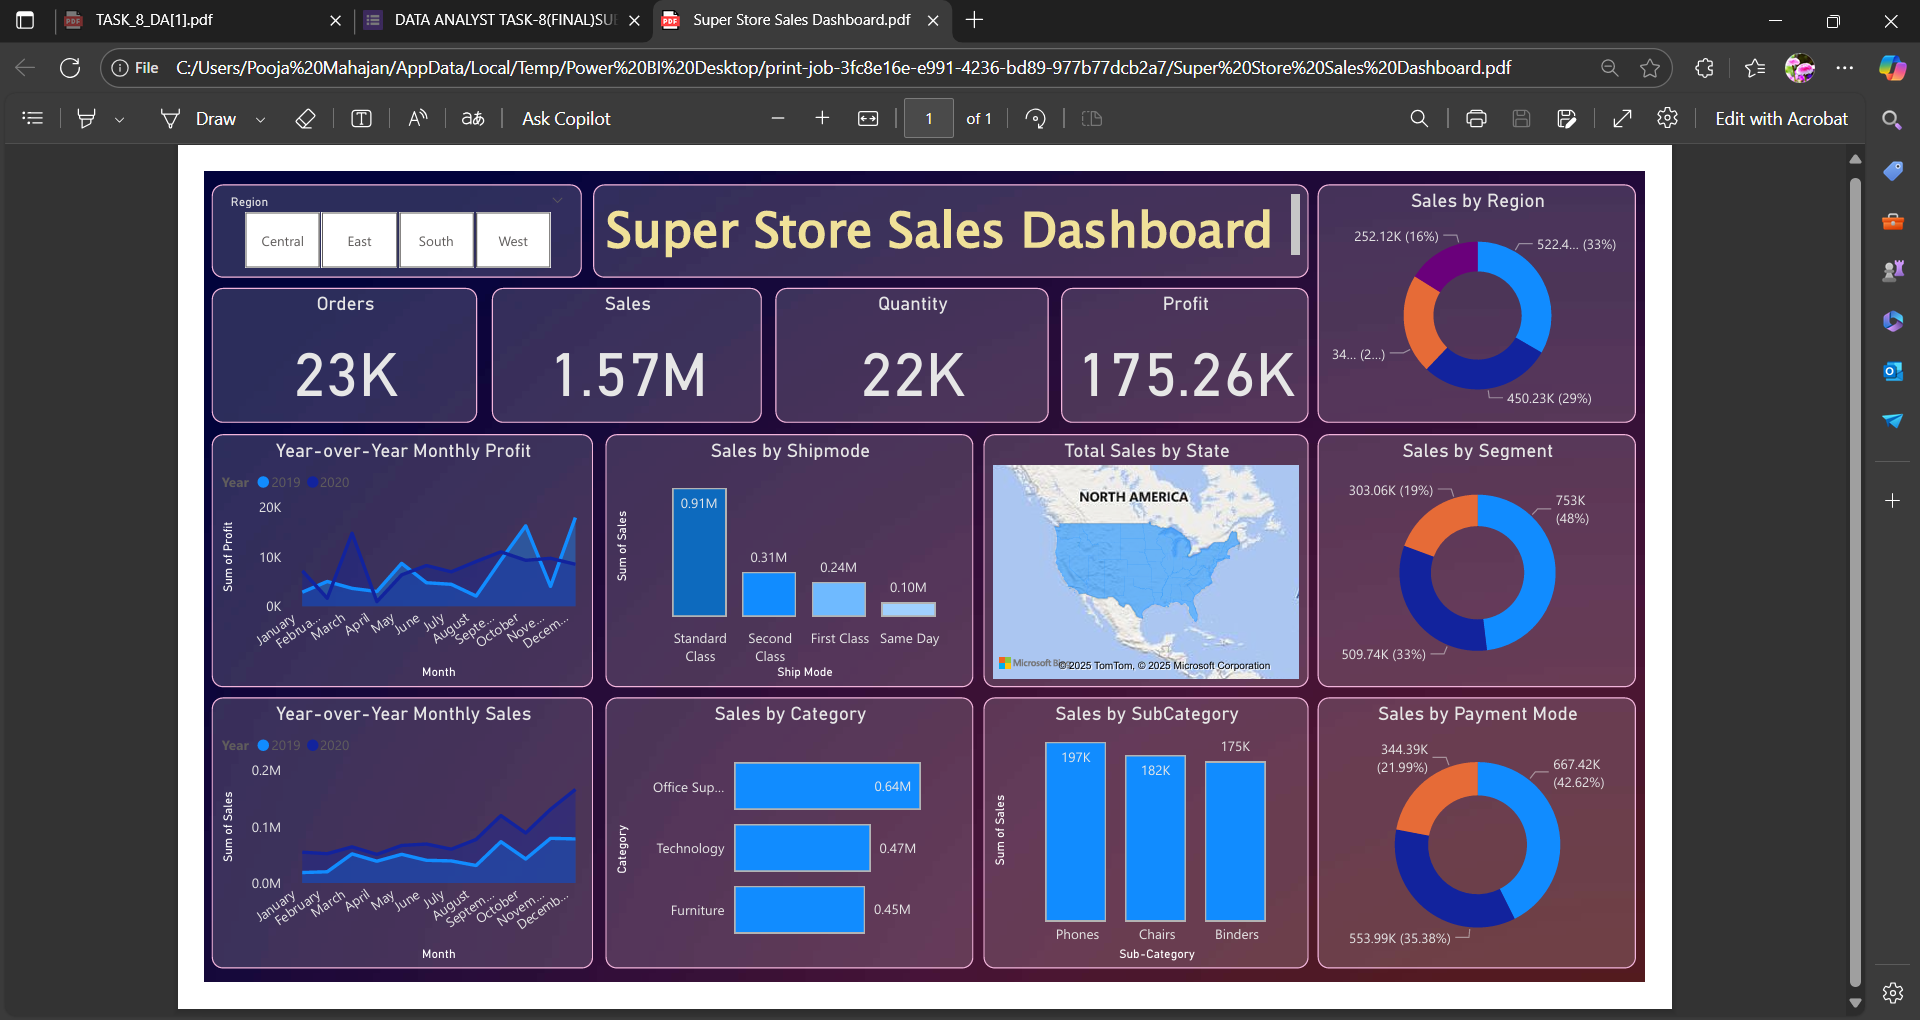 TASK_8_DA[1].pdf
DATA ANALYST TASK-8(FINAL)SU
Super Store Sales Dashboard.pdf
File
C:/Users/Pooja%20Mahajan/AppData/Local/Temp/Power%20BI%20Desktop/print-job-3fc8e16e-e991-4236-bd89-977b77dcb2a7/Super%20Store%20Sales%20Dashboard.pdf
Draw
Ask Copilot
1
of 1
Edit with Acrobat
Region
Central
East
South
West
Super Store Sales Dashboard
Sales by Region
252.12K (16%)
522.4... (33%)
34... (2...)
450.23K (29%)
Orders
23K
Sales
1.57M
Quantity
22K
Profit
175.26K
Year-over-Year Monthly Profit
Year 2019 2020
Sum of Profit
20K
10K
0K
January
Februa...
March
April
May
June
July
August
Septe...
October
Nove...
Decem...
Month
Sales by Shipmode
Sum of Sales
0.91M
0.31M
0.24M
0.10M
Standard
Class
Second
Class
First Class
Same Day
Ship Mode
Total Sales by State
NORTH AMERICA
Microsoft Bing
© 2025 TomTom, © 2025 Microsoft Corporation
Sales by Segment
303.06K (19%)
753K
(48%)
509.74K (33%)
Year-over-Year Monthly Sales
Year 2019 2020
Sum of Sales
0.2M
0.1M
0.0M
January
February
March
April
May
June
July
August
Septem...
October
Novem...
Decemb...
Month
Sales by Category
Category
Office Sup...
0.64M
Technology
0.47M
Furniture
0.45M
Sales by SubCategory
Sum of Sales
197K
182K
175K
Phones
Chairs
Binders
Sub-Category
Sales by Payment Mode
344.39K
(21.99%)
667.42K
(42.62%)
553.99K (35.38%)